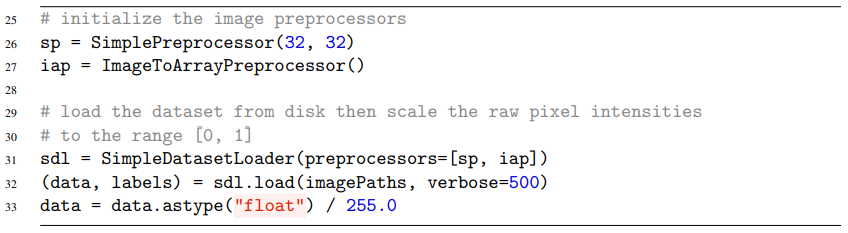 25 # initialize the image preprocessors
26 sp = SimplePreprocessor(32, 32)
27 iap = ImageToArrayPreprocessor()
28
29 # load the dataset from disk then scale the raw pixel intensities
30 # to the range [0, 1]
31 sdl = SimpleDatasetLoader(preprocessors=[sp, iap])
32 (data, labels) = sdl.load(imagePaths, verbose=500)
33 data = data.astype("float") / 255.0